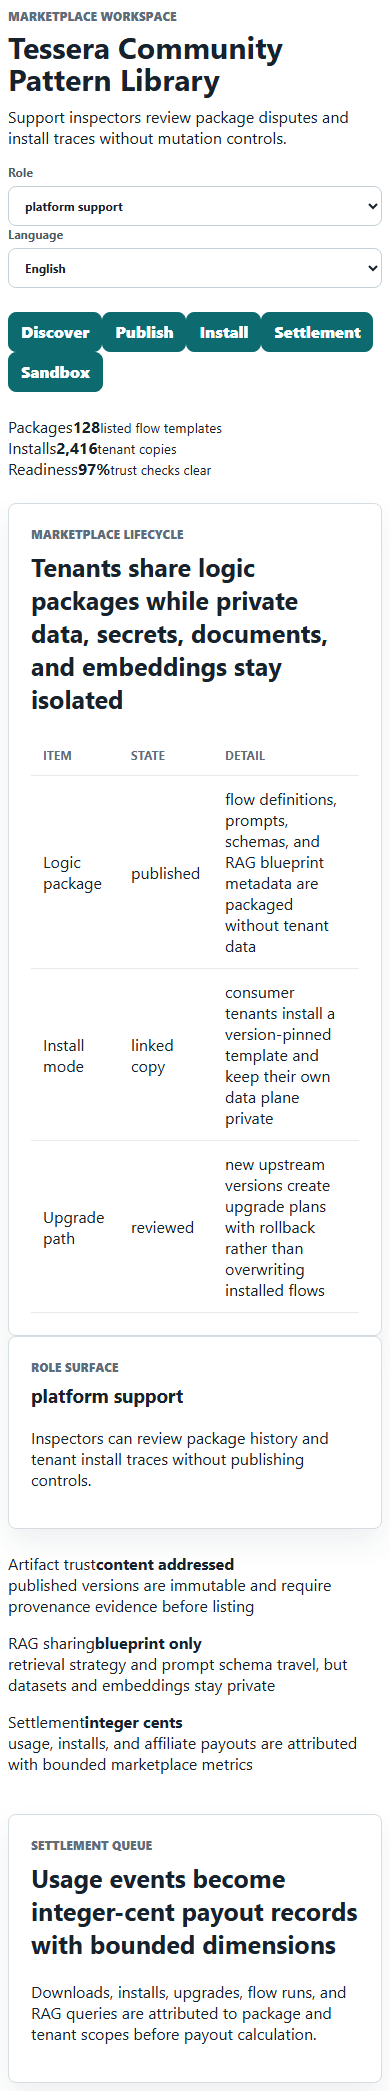 MARKETPLACE WORKSPACE
Tessera Community
Pattern Library
Support inspectors review package disputes and
install traces without mutation controls.
Role
platform support
Language
English
Discover Publish Install Settlement
Sandbox
Packages128listed flow templates
Installs2,416tenant copies
Readiness97%trust checks clear
MARKETPLACE LIFECYCLE
Tenants share logic
packages while private
data, secrets, documents,
and embeddings stay
isolated
ITEM STATE DETAIL
Logic package published flow definitions, prompts, schemas, and RAG blueprint metadata are packaged without tenant data
Install mode linked copy consumer tenants install a version-pinned template and keep their own data plane private
Upgrade path reviewed new upstream versions create upgrade plans with rollback rather than overwriting installed flows
ROLE SURFACE
platform support
Inspectors can review package history and
tenant install traces without publishing
controls.
Artifact trustcontent addressed
published versions are immutable and require
provenance evidence before listing
RAG sharingblueprint only
retrieval strategy and prompt schema travel, but
datasets and embeddings stay private
Settlementinteger cents
usage, installs, and affiliate payouts are attributed
with bounded marketplace metrics
SETTLEMENT QUEUE
Usage events become
integer-cent payout records
with bounded dimensions
Downloads, installs, upgrades, flow runs, and
RAG queries are attributed to package and
tenant scopes before payout calculation.